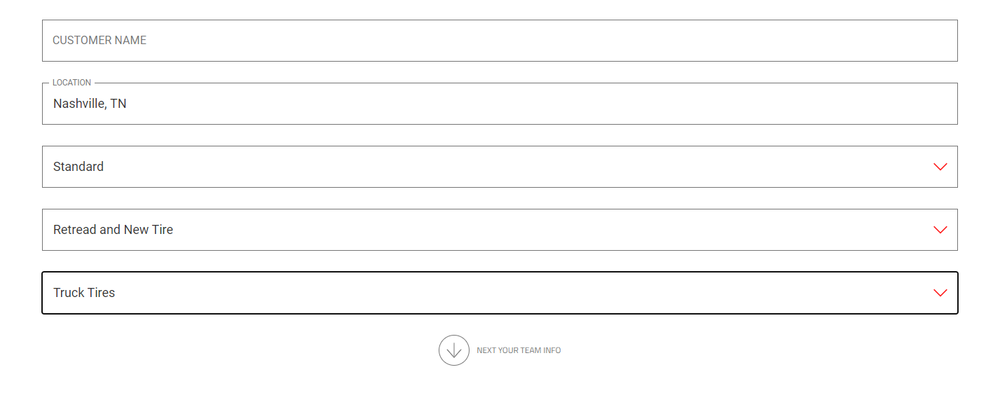 CUSTOMER NAME
LOCATION
Nashville, TN
Standard
Retread and New Tire
Truck Tires
NEXT YOUR TEAM INFO